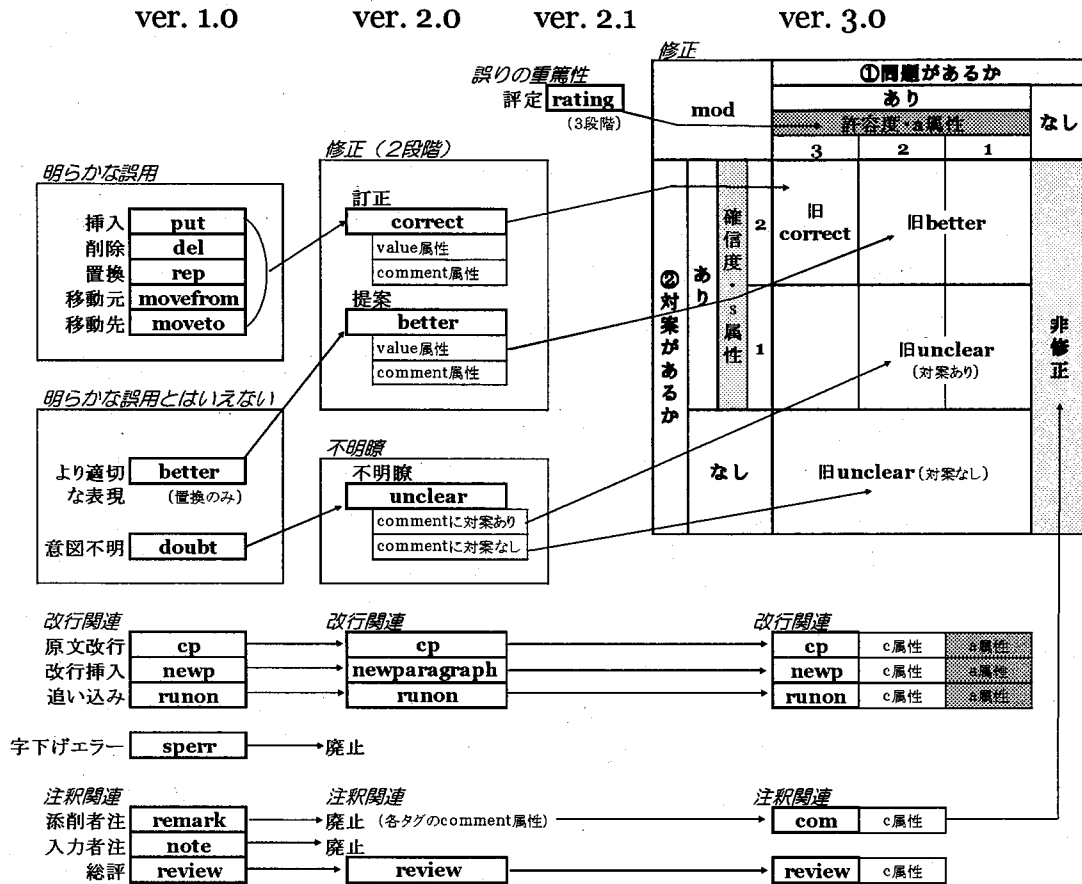 ver. 1.0 ver. 2.0 ver. 2.1 ver. 3.0
修正
誤りの重篤性
評定 rating
(3段階)
mod
①問題があるか
あり
なし
許容度・a属性
3 2 1
明らかな誤用
挿入 put
削除 del
置換 rep
移動元 movefrom
移動先 moveto
修正（2段階）
訂正
correct
value属性
comment属性
提案
better
value属性
comment属性
②対案があるか
あり
確信度・s属性
2
旧correct
旧better
1
旧unclear
(対案あり)
なし
旧unclear(対案なし)
非修正
明らかな誤用とはいえない
より適切な表現 better
(置換のみ)
意図不明 doubt
不明瞭
不明瞭
unclear
commentに対案あり
commentに対案なし
改行関連 改行関連 改行関連
原文改行 cp cp cp c属性 a属性
改行挿入 newp newparagraph newp c属性 a属性
追い込み runon runon runon c属性 a属性
字下げエラー sperr 廃止
注釈関連 注釈関連 注釈関連
添削者注 remark 廃止 (各タグのcomment属性) com c属性
入力者注 note 廃止
総評 review review review c属性